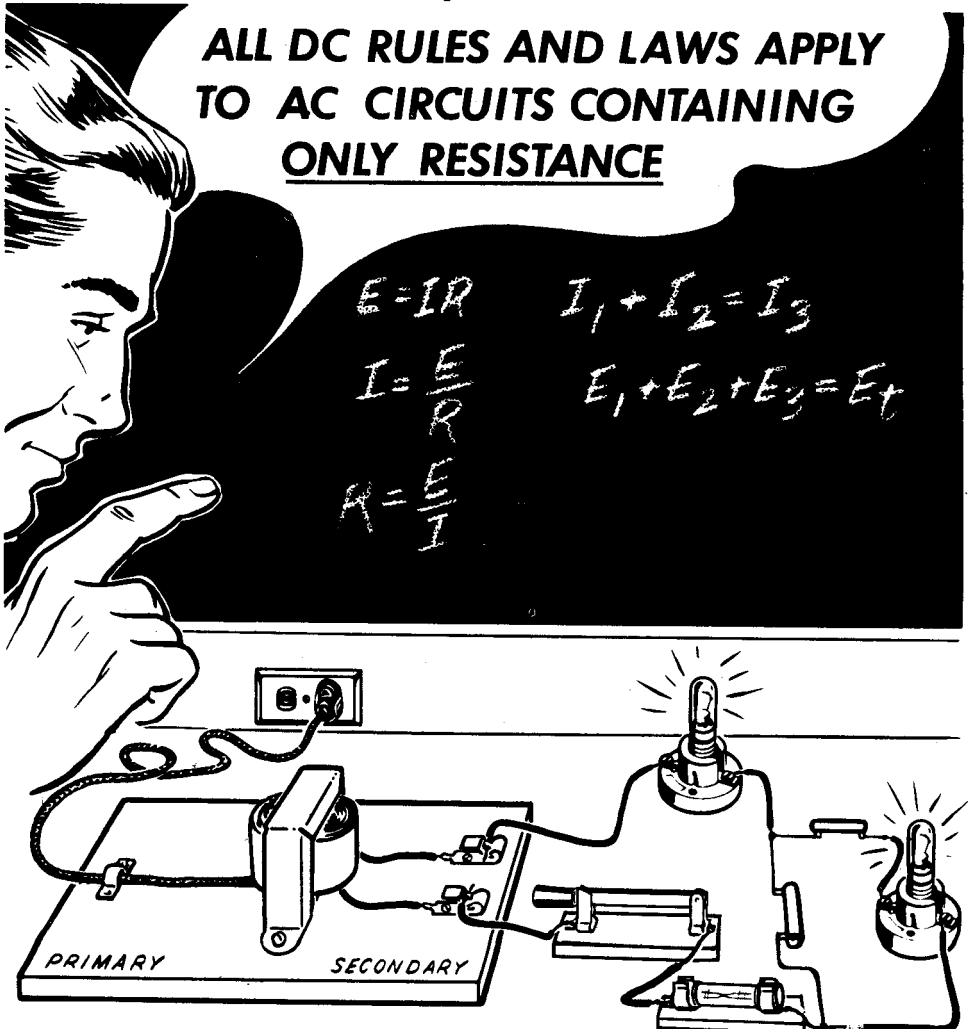 ALL DC RULES AND LAWS APPLY
TO AC CIRCUITS CONTAINING
ONLY RESISTANCE
E=IR
I=E/R
R=E/I
I₁+I₂=I₃
E₁+E₂+E₃=Eₜ
PRIMARY
SECONDARY